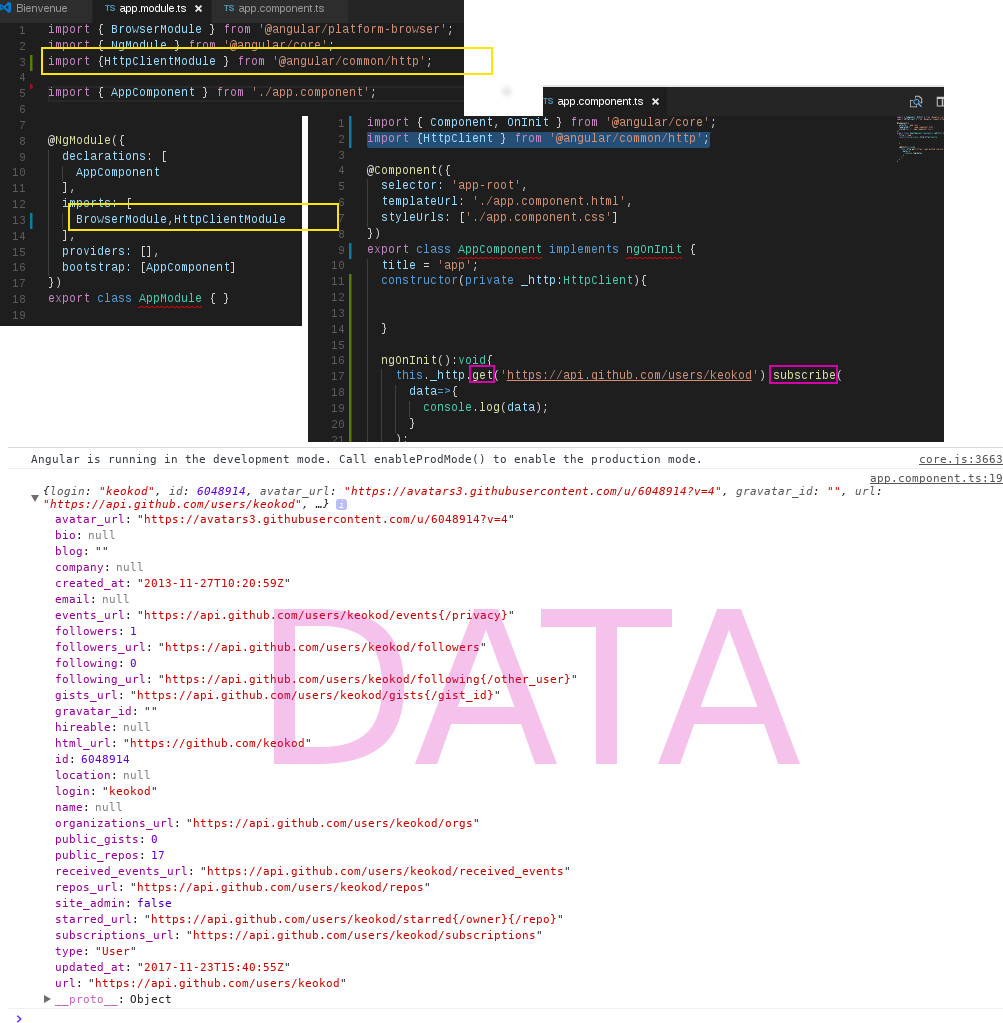 Bienvenue
TS app.module.ts ×
TS app.component.ts
1 import { BrowserModule } from '@angular/platform-browser';
2 import { NgModule } from '@angular/core';
3 import {HttpClientModule } from '@angular/common/http';
4
5 import { AppComponent } from './app.component';
6
7
8 @NgModule({
9 declarations: [
10 AppComponent
11 ],
12 imports: [
13 BrowserModule,HttpClientModule
14 ],
15 providers: [],
16 bootstrap: [AppComponent]
17 })
18 export class AppModule { }
19
TS app.component.ts ×
1 import { Component, OnInit } from '@angular/core';
2 import {HttpClient } from '@angular/common/http';
3
4 @Component({
5 selector: 'app-root',
6 templateUrl: './app.component.html',
7 styleUrls: ['./app.component.css']
8 })
9 export class AppComponent implements ngOnInit {
10 title = 'app';
11 constructor(private _http:HttpClient){
12
13
14 }
15
16 ngOnInit():void{
17 this._http.get('https://api.github.com/users/keokod').subscribe(
18 data=>{
19 console.log(data);
20 }
21 );
Angular is running in the development mode. Call enableProdMode() to enable the production mode. core.js:3663
app.component.ts:19
{login: "keokod", id: 6048914, avatar_url: "https://avatars3.githubusercontent.com/u/6048914?v=4", gravatar_id: "", url:
"https://api.github.com/users/keokod", …} i
avatar_url: "https://avatars3.githubusercontent.com/u/6048914?v=4"
bio: null
blog: ""
company: null
created_at: "2013-11-27T10:20:59Z"
email: null
events_url: "https://api.github.com/users/keokod/events{/privacy}"
followers: 1
followers_url: "https://api.github.com/users/keokod/followers"
following: 0
following_url: "https://api.github.com/users/keokod/following{/other_user}"
gists_url: "https://api.github.com/users/keokod/gists{/gist_id}"
gravatar_id: ""
hireable: null
html_url: "https://github.com/keokod"
id: 6048914
location: null
login: "keokod"
name: null
organizations_url: "https://api.github.com/users/keokod/orgs"
public_gists: 0
public_repos: 17
received_events_url: "https://api.github.com/users/keokod/received_events"
repos_url: "https://api.github.com/users/keokod/repos"
site_admin: false
starred_url: "https://api.github.com/users/keokod/starred{/owner}{/repo}"
subscriptions_url: "https://api.github.com/users/keokod/subscriptions"
type: "User"
updated_at: "2017-11-23T15:40:55Z"
url: "https://api.github.com/users/keokod"
__proto__: Object
DATA